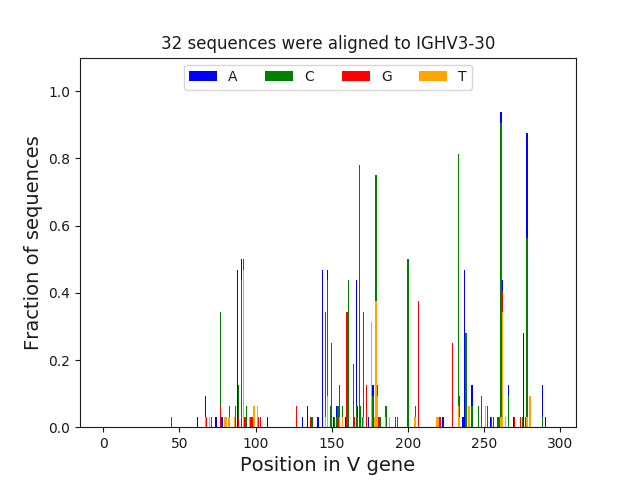 32 sequences were aligned to IGHV3-30
A C G T
1.0
0.8
0.6
0.4
0.2
0.0
0 50 100 150 200 250 300
Fraction of sequences
Position in V gene